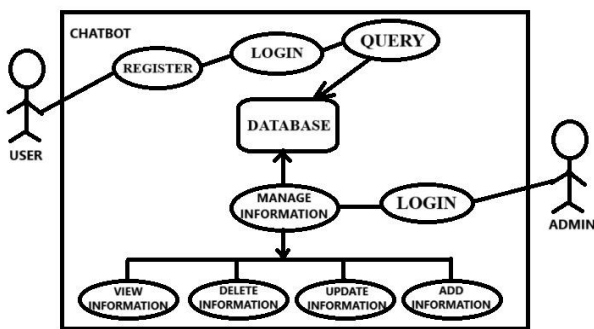 CHATBOT
REGISTER
LOGIN
QUERY
USER
DATABASE
MANAGE
INFORMATION
LOGIN
ADMIN
VIEW
INFORMATION
DELETE
INFORMATION
UPDATE
INFORMATION
ADD
INFORMATION